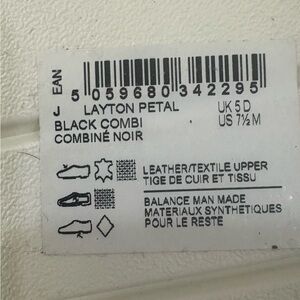 EAN
5 059680 342295
J LAYTON PETAL UK 5 D
BLACK COMBI US 7½ M
COMBINÉ NOIR
LEATHER/TEXTILE UPPER
TIGE DE CUIR ET TISSU
BALANCE MAN MADE
MATERIAUX SYNTHETIQUES
POUR LE RESTE